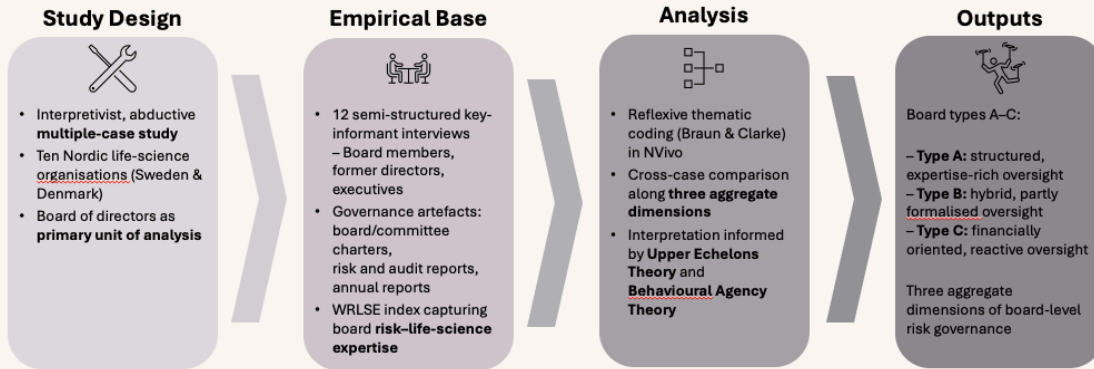 Study Design
• Interpretivist, abductive
multiple-case study
• Ten Nordic life-science
organisations (Sweden &
Denmark)
• Board of directors as
primary unit of analysis
Empirical Base
• 12 semi-structured key-
informant interviews
– Board members,
former directors,
executives
• Governance artefacts:
board/committee
charters,
risk and audit reports,
annual reports
• WRLSE index capturing
board risk–life-science
expertise
Analysis
• Reflexive thematic
coding (Braun & Clarke)
in NVivo
• Cross-case comparison
along three aggregate
dimensions
• Interpretation informed
by Upper Echelons
Theory and
Behavioural Agency
Theory
Outputs
Board types A–C:
– Type A: structured,
expertise-rich oversight
– Type B: hybrid, partly
formalised oversight
– Type C: financially
oriented, reactive oversight
Three aggregate
dimensions of board-level
risk governance